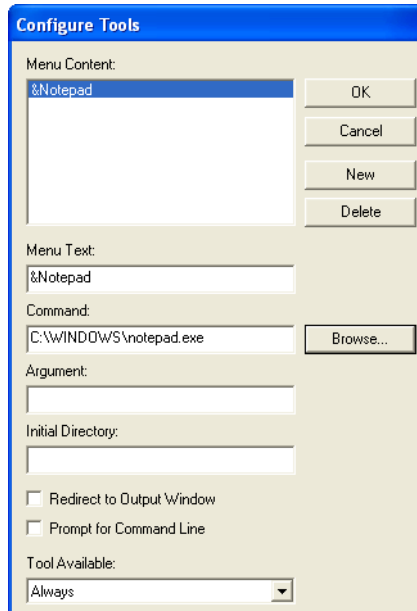 Configure Tools
Menu Content:
&Notepad
OK
Cancel
New
Delete
Menu Text:
&Notepad
Command:
C:\WINDOWS\notepad.exe
Browse...
Argument:
Initial Directory:
Redirect to Output Window
Prompt for Command Line
Tool Available:
Always